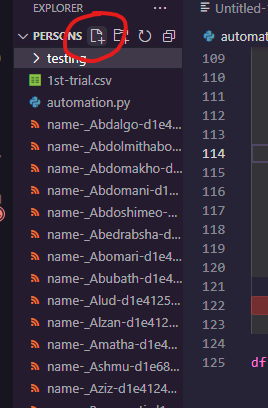 EXPLORER
Untitled-
PERSONS
automa
testing
1st-trial.csv
automation.py
name-_Abdalgo-d1e4...
name-_Abdolmithabo...
name-_Abdomakho-d...
name-_Abdomani-d1...
name-_Abdoshimeo-...
name-_Abedrabsha-d...
name-_Abomari-d1e4...
name-_Abubath-d1e4...
name-_Alud-d1e4125...
name-_Alzan-d1e412...
name-_Amatha-d1e4...
name-_Ashmu-d1e68...
name-_Aziz-d1e4124...
109
110
111
112
113
114
115
116
117
118
119
120
121
122
123
124
125 df